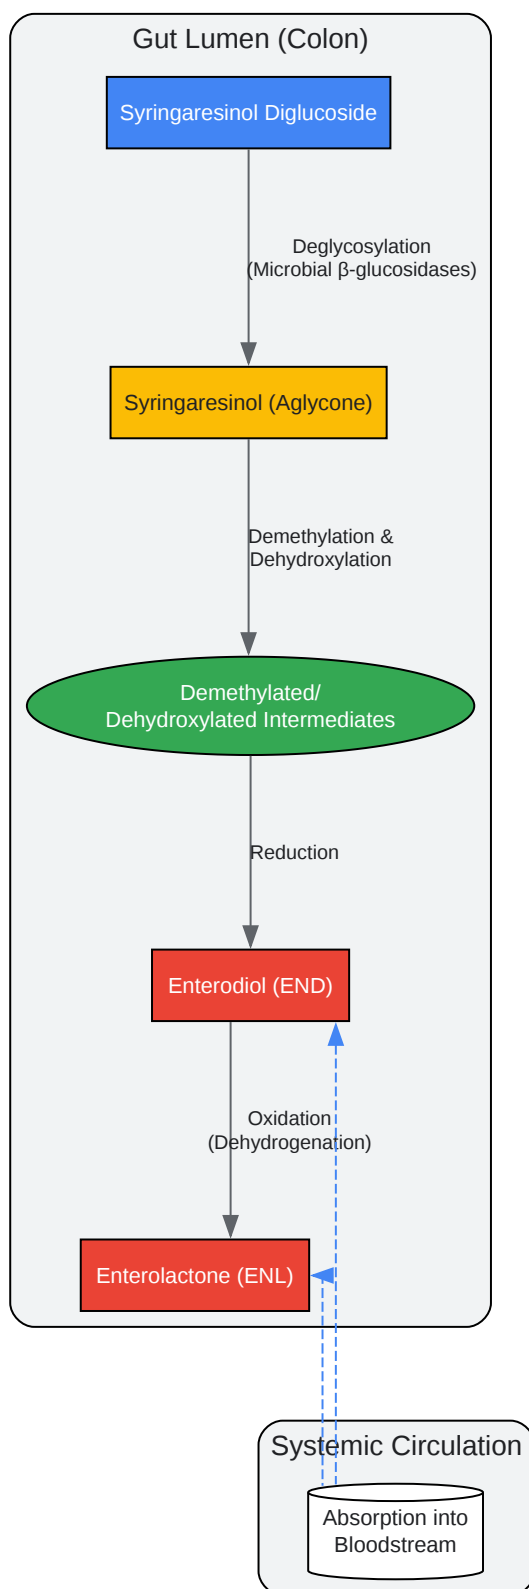 Gut Lumen (Colon)
Syringaresinol Diglucoside
Deglycosylation
(Microbial β-glucosidases)
Syringaresinol (Aglycone)
Demethylation &
Dehydroxylation
Demethylated/
Dehydroxylated Intermediates
Reduction
Enterodiol (END)
Oxidation
(Dehydrogenation)
Enterolactone (ENL)
Systemic Circulation
Absorption into
Bloodstream